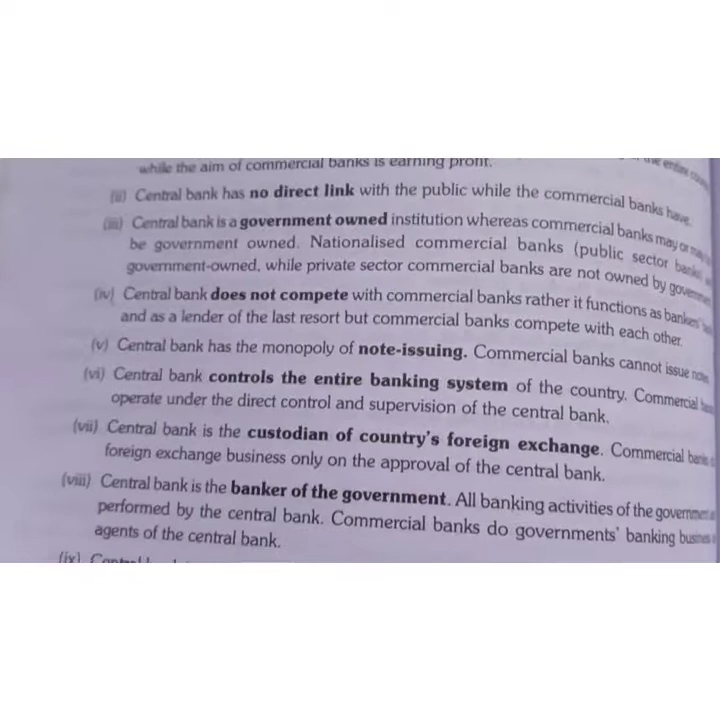 while the aim of commercial banks is earning profit.
(ii) Central bank has no direct link with the public while the commercial banks have.
(iii) Central bank is a government owned institution whereas commercial banks may or
be government owned. Nationalised commercial banks (public sector banks)
government-owned, while private sector commercial banks are not owned by
(iv) Central bank does not compete with commercial banks rather it functions as bankers'
and as a lender of the last resort but commercial banks compete with each other.
(v) Central bank has the monopoly of note-issuing. Commercial banks cannot issue
(vi) Central bank controls the entire banking system of the country. Commercial
operate under the direct control and supervision of the central bank.
(vii) Central bank is the custodian of country's foreign exchange. Commercial banks
foreign exchange business only on the approval of the central bank.
(viii) Central bank is the banker of the government. All banking activities of the government
performed by the central bank. Commercial banks do governments' banking business
agents of the central bank.
(ix)